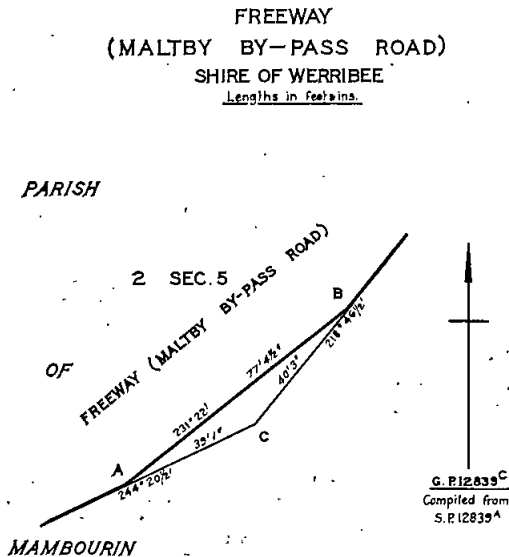 FREEWAY
(MALTBY BY-PASS ROAD)
SHIRE OF WERRIBEE
Lengths in feet & ins.
PARISH
2 SEC. 5
FREEWAY (MALTBY BY-PASS ROAD)
B
218° 46½'
77' 4½"
40' 3"
OF
231° 22'
39' 1"
C
A
244° 20½'
G. P. 12839ᶜ
Compiled from
S.P. 12839ᴬ
MAMBOURIN